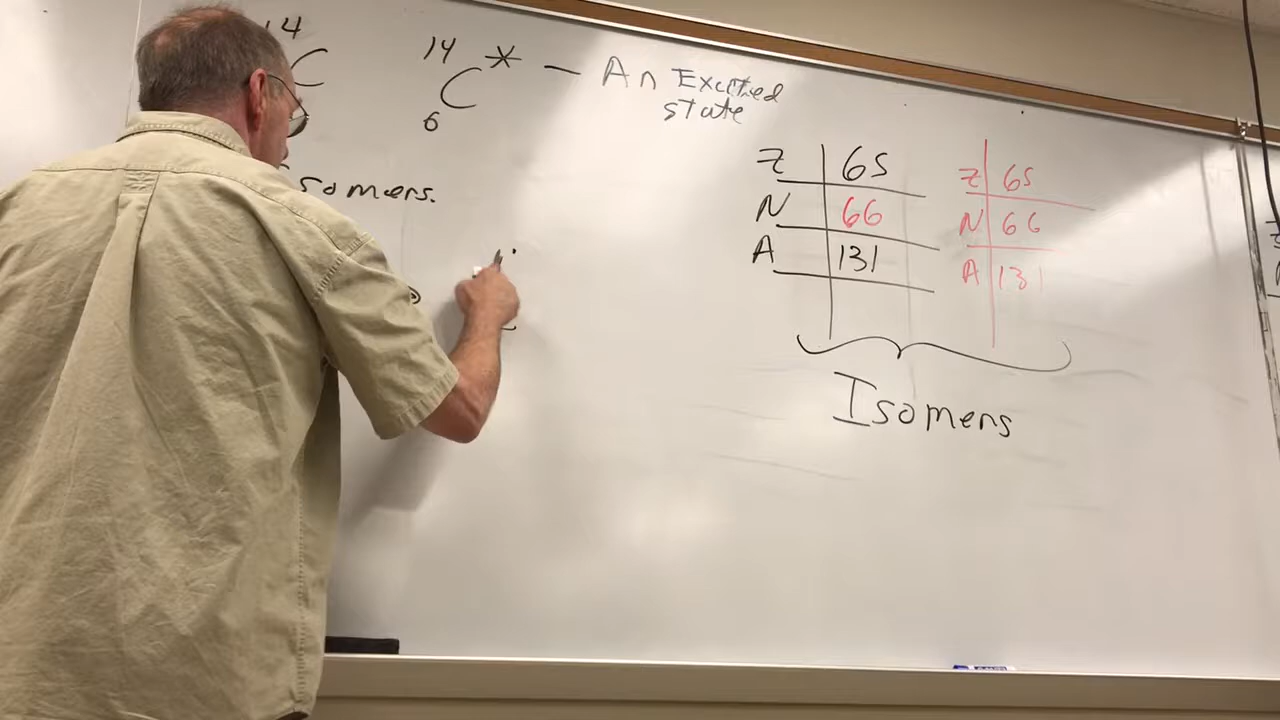 14 C
14 C * — An Excited
6
state
somers.
Z 65
N 66
A 131
Z 65
N 66
A 131
Isomers